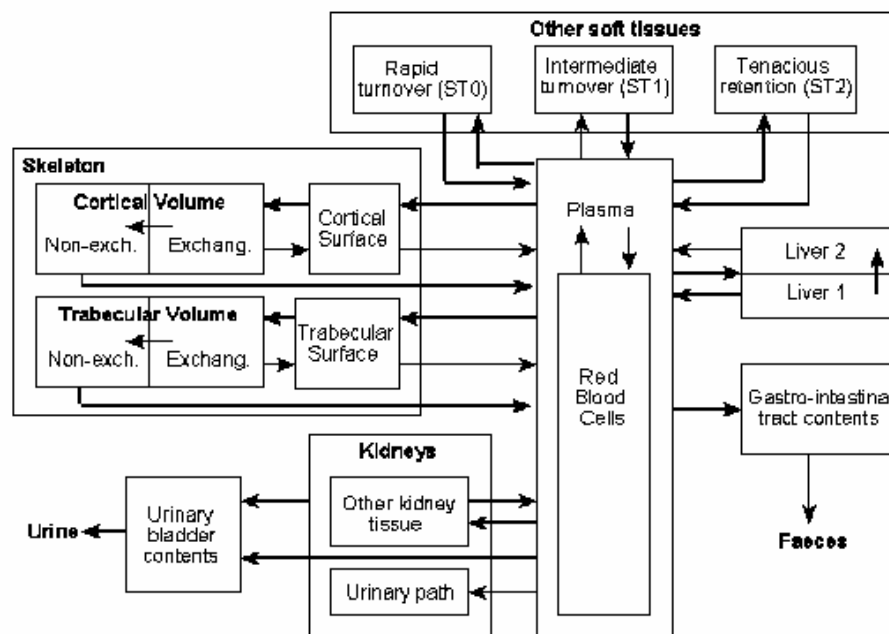 Other soft tissues
Rapid
turnover (ST0)
Intermediate
turnover (ST1)
Tenacious
retention (ST2)
Skeleton
Cortical Volume
Non-exch.
Exchang.
Cortical
Surface
Plasma
Liver 2
Liver 1
Trabecular Volume
Non-exch.
Exchang.
Trabecular
Surface
Red
Blood
Cells
Gastro-intestina
tract contents
Kidneys
Other kidney
tissue
Urinary path
Urine
Urinary
bladder
contents
Faeces